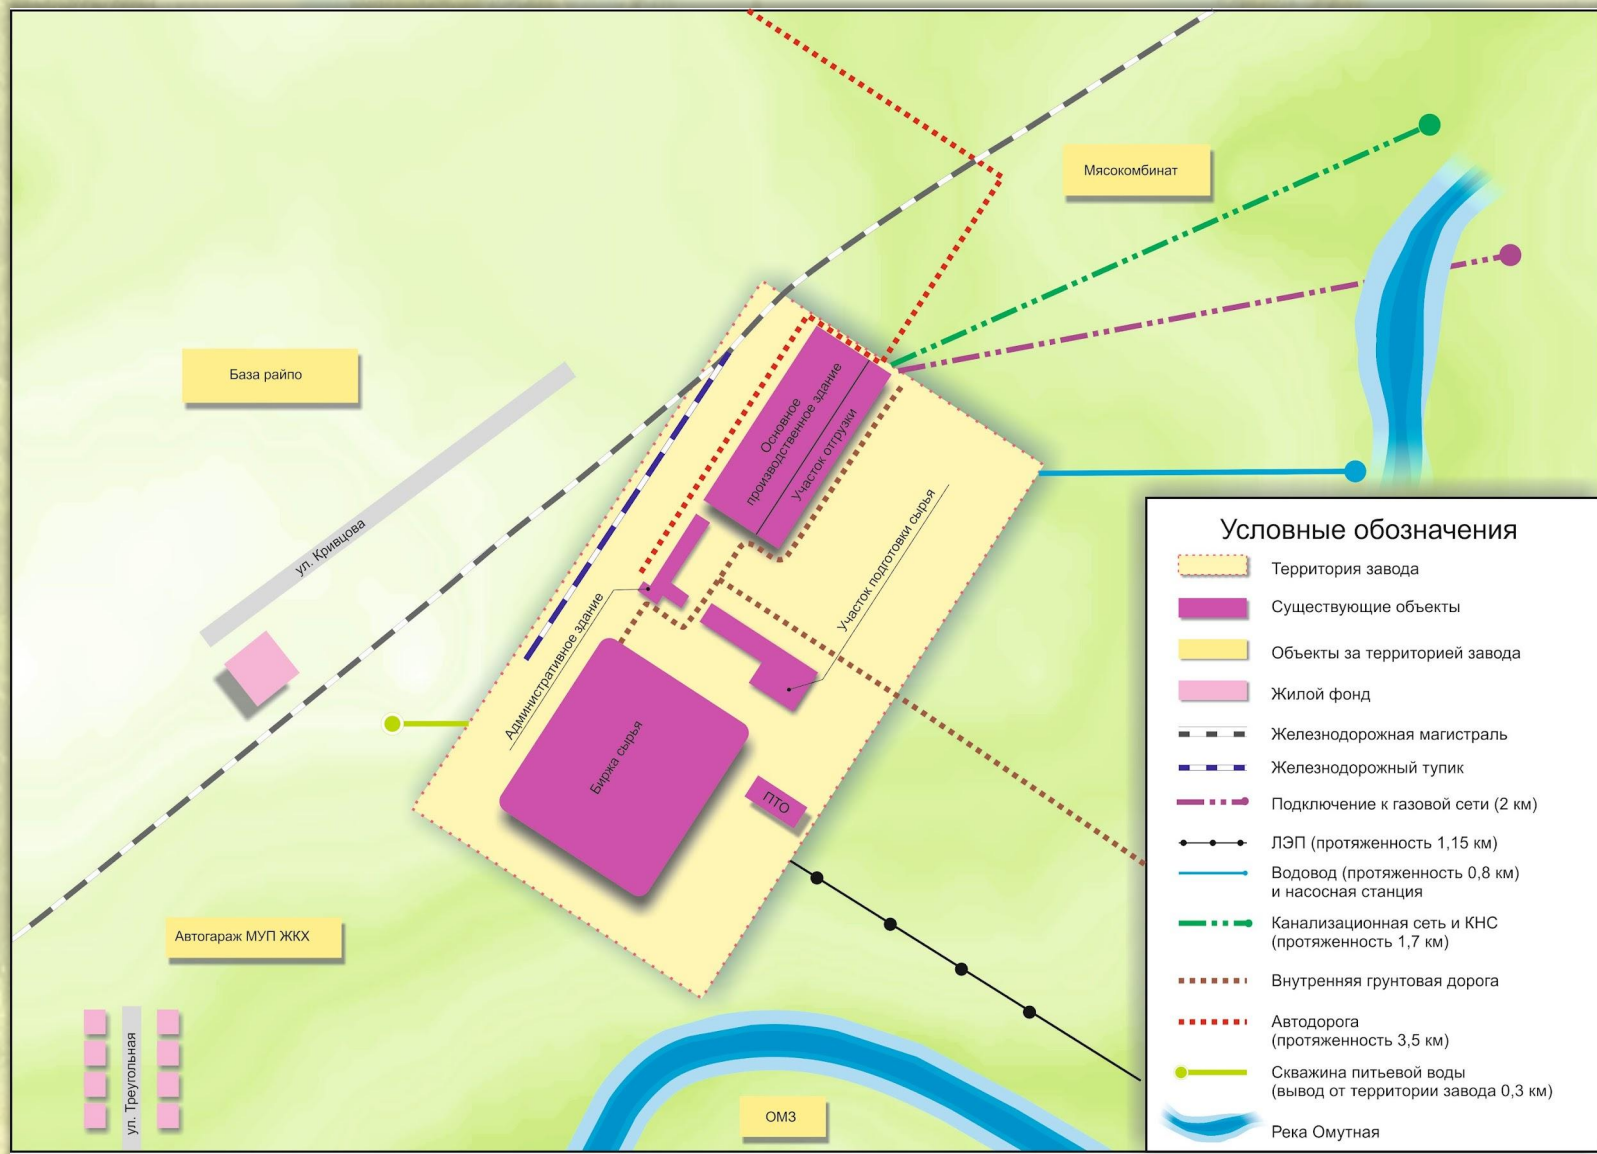 Мясокомбинат
База райпо
Основное
производственное здание
Участок отгрузки
ул. Кривцова
Участок подготовки сырья
Административное здание
Биржа сырья
ПТО
Автогараж МУП ЖКХ
ул. Треугольная
ОМЗ
Условные обозначения
Территория завода
Существующие объекты
Объекты за территорией завода
Жилой фонд
Железнодорожная магистраль
Железнодорожный тупик
Подключение к газовой сети (2 км)
ЛЭП (протяженность 1,15 км)
Водовод (протяженность 0,8 км)
и насосная станция
Канализационная сеть и КНС
(протяженность 1,7 км)
Внутренняя грунтовая дорога
Автодорога
(протяженность 3,5 км)
Скважина питьевой воды
(вывод от территории завода 0,3 км)
Река Омутная